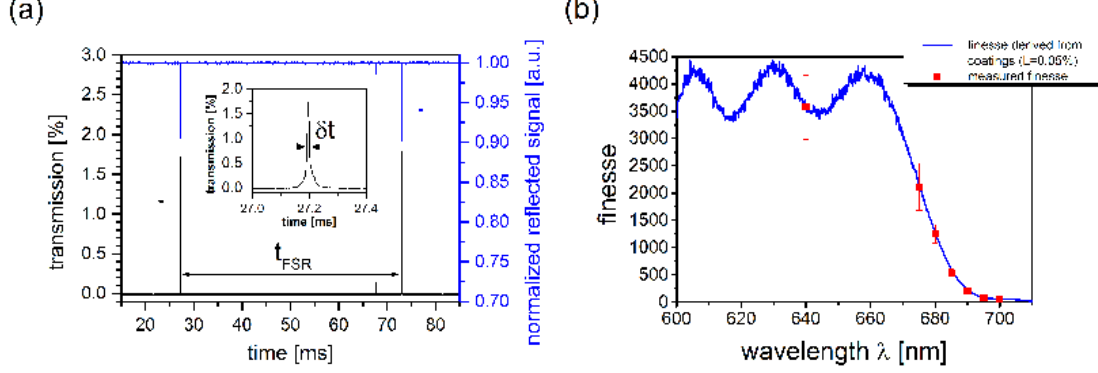 (a)
3.0
2.5
2.0
1.5
1.0
0.5
0.0
transmission [%]
20 30 40 50 60 70 80
time [ms]
1.00
0.95
0.90
0.85
0.80
0.75
0.70
normalized reflected signal [a.u.]
2.0
1.5
1.0
0.5
0.0
transmission [%]
δt
27.0 27.2 27.4
time [ms]
tFSR
(b)
finesse derived from
coatings (L=0.05%)
measured finesse
4500
4000
3500
3000
2500
2000
1500
1000
500
0
finesse
600 620 640 660 680 700
wavelength λ [nm]